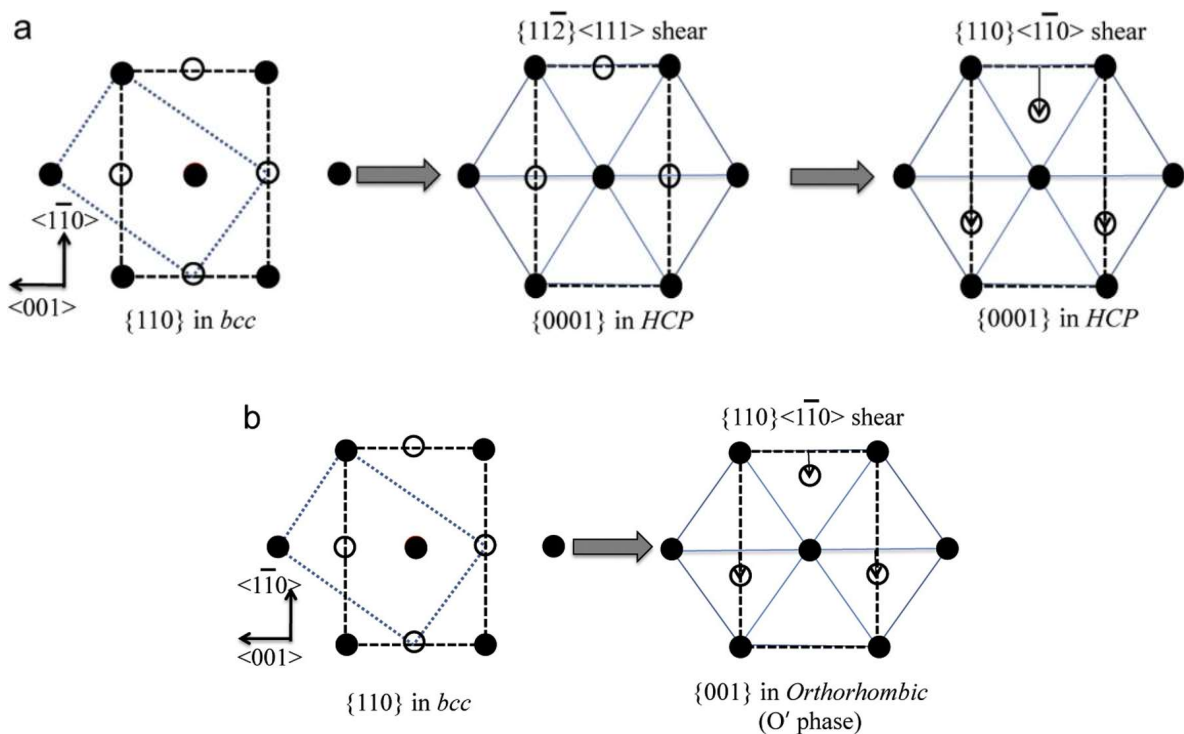 a
{112̅}<111> shear
{110}<11̅0> shear
<11̅0>
<001>
{110} in bcc
{0001} in HCP
{0001} in HCP
b
{110}<11̅0> shear
<11̅0>
<001>
{110} in bcc
{001} in Orthorhombic
(O′ phase)